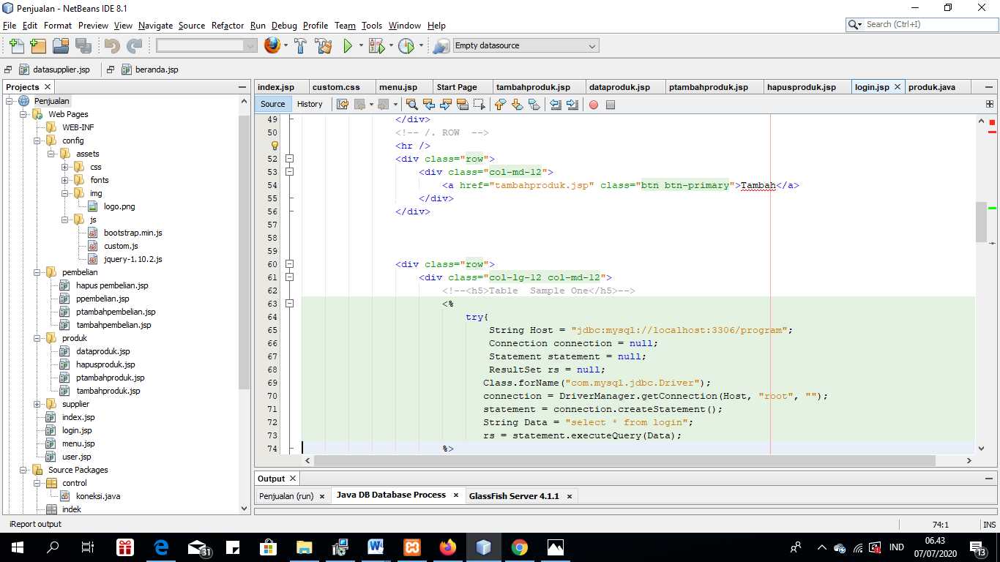 Penjualan - NetBeans IDE 8.1
File Edit Format Preview View Navigate Source Refactor Run Debug Profile Team Tools Window Help
Search (Ctrl+I)
Empty datasource
datasupplier.jsp beranda.jsp
Projects
index.jsp custom.css menu.jsp Start Page tambahproduk.jsp dataproduk.jsp ptambahproduk.jsp hapusproduk.jsp login.jsp produk.java
Source History
Penjualan
Web Pages
WEB-INF
config
assets
css
fonts
img
logo.png
js
bootstrap.min.js
custom.js
jquery-1.10.2.js
pembelian
hapus pembelian.jsp
ppembelian.jsp
ptambahpembelian.jsp
tambahpembelian.jsp
produk
dataproduk.jsp
hapusproduk.jsp
ptambahproduk.jsp
tambahproduk.jsp
supplier
index.jsp
login.jsp
menu.jsp
user.jsp
Source Packages
control
koneksi.java
indek
49 </div>
50 <!-- /. ROW -->
<hr />
52 <div class="row">
53 <div class="col-md-12">
54 <a href="tambahproduk.jsp" class="btn btn-primary">Tambah</a>
55 </div>
56 </div>
57
58
59
60 <div class="row">
61 <div class="col-lg-12 col-md-12">
62 <!--<h5>Table Sample One</h5>-->
63 <%
64 try{
65 String Host = "jdbc:mysql://localhost:3306/program";
66 Connection connection = null;
67 Statement statement = null;
68 ResultSet rs = null;
69 Class.forName("com.mysql.jdbc.Driver");
70 connection = DriverManager.getConnection(Host, "root", "");
71 statement = connection.createStatement();
72 String Data = "select * from login";
73 rs = statement.executeQuery(Data);
74 %>
Output
Penjualan (run) Java DB Database Process GlassFish Server 4.1.1
iReport output
74:1 INS
31
IND
06.43
07/07/2020
13